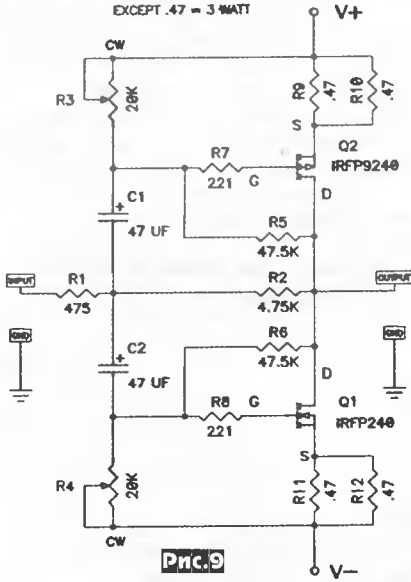 EXCEPT .47 = 3 WATT
V+
CW
R3
20K
R9
.47
R10
.47
S
Q2
IRFP9240
R7
221
G
D
C1
+
47 UF
R5
47.5K
INPUT
R1
475
R2
4.75K
OUTPUT
GND
GND
C2
+
47 UF
R6
47.5K
D
R8
221
G
Q1
IRFP240
S
R4
20K
R11
.47
R12
.47
CW
V-
Рис.9